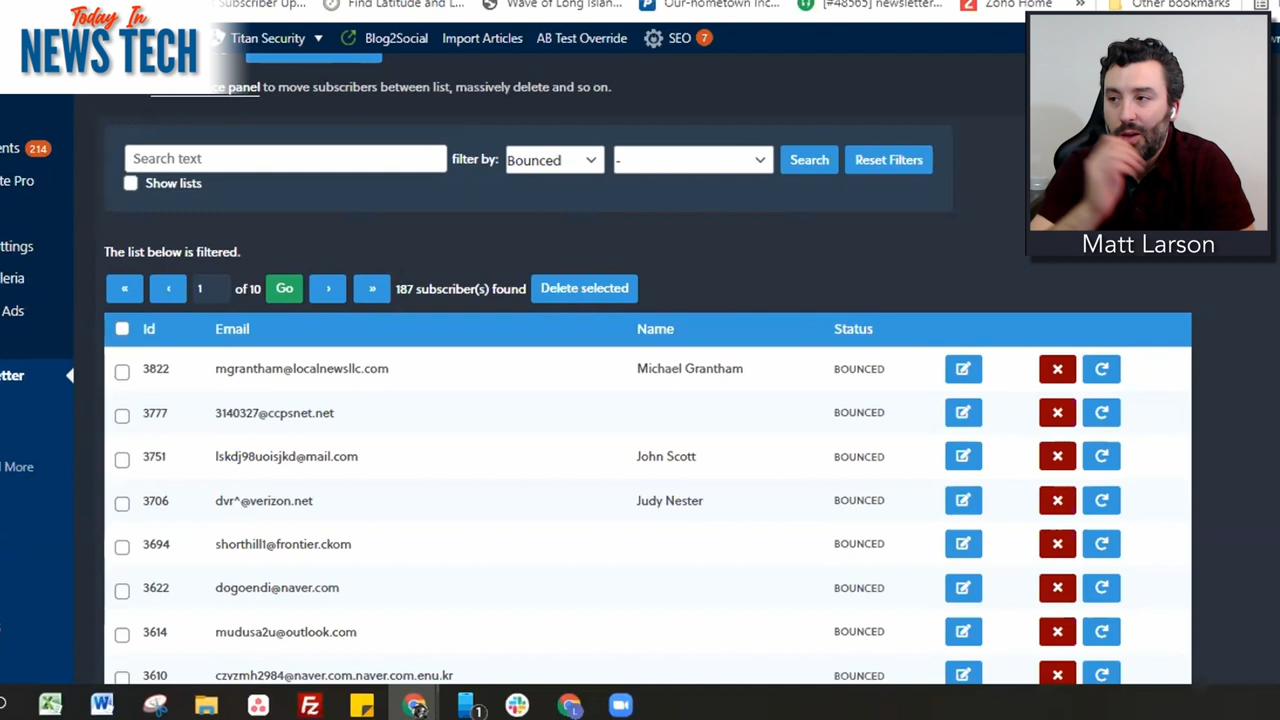 Today In
NEWS TECH
Subscriber Up...
Find Latitude and L...
Wave of Long Islan...
Our-hometown Inc...
[#48565] newsletter...
Zoho Home
»
Other bookmarks
Titan Security
Blog2Social
Import Articles
AB Test Override
SEO 7
ce panel to move subscribers between list, massively delete and so on.
ents 214
te Pro
ttings
leria
Ads
etter
d More
Search text
filter by:
Bounced
-
Search
Reset Filters
Show lists
Matt Larson
The list below is filtered.
« ‹ 1 of 10 Go › » 187 subscriber(s) found Delete selected
Id Email Name Status
3822 mgrantham@localnewsllc.com Michael Grantham BOUNCED
3777 3140327@ccpsnet.net BOUNCED
3751 lskdj98uoisjkd@mail.com John Scott BOUNCED
3706 dvr^@verizon.net Judy Nester BOUNCED
3694 shorthill1@frontier.ckom BOUNCED
3622 dogoendi@naver.com BOUNCED
3614 mudusa2u@outlook.com BOUNCED
3610 czvzmh2984@naver.com.naver.com.enu.kr BOUNCED
1